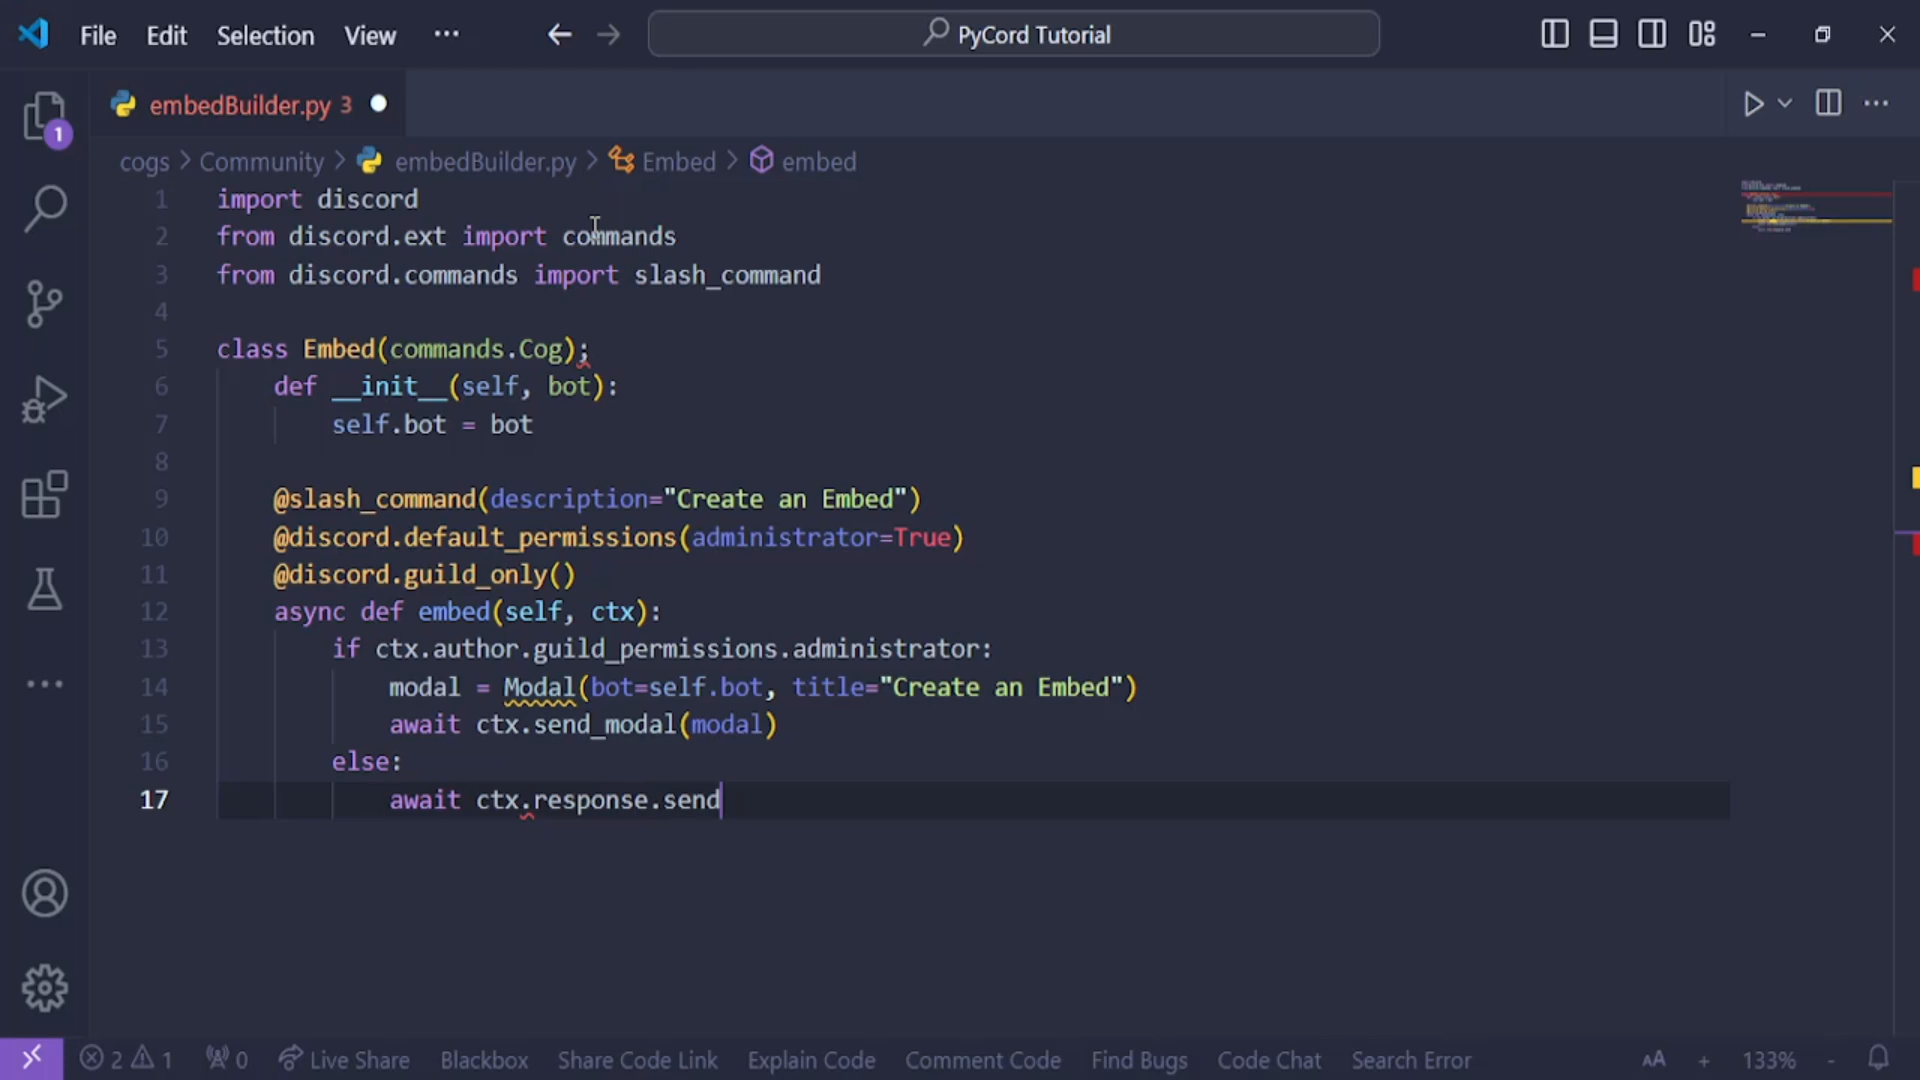 File Edit Selection View ··· PyCord Tutorial
embedBuilder.py 3
cogs > Community > embedBuilder.py > Embed > embed
1 import discord
2 from discord.ext import commands
3 from discord.commands import slash_command
4
5 class Embed(commands.Cog);
6 def __init__(self, bot):
7 self.bot = bot
8
9 @slash_command(description="Create an Embed")
10 @discord.default_permissions(administrator=True)
11 @discord.guild_only()
12 async def embed(self, ctx):
13 if ctx.author.guild_permissions.administrator:
14 modal = Modal(bot=self.bot, title="Create an Embed")
15 await ctx.send_modal(modal)
16 else:
17 await ctx.response.send
1
2 1 0 Live Share Blackbox Share Code Link Explain Code Comment Code Find Bugs Code Chat Search Error AA + 133% -